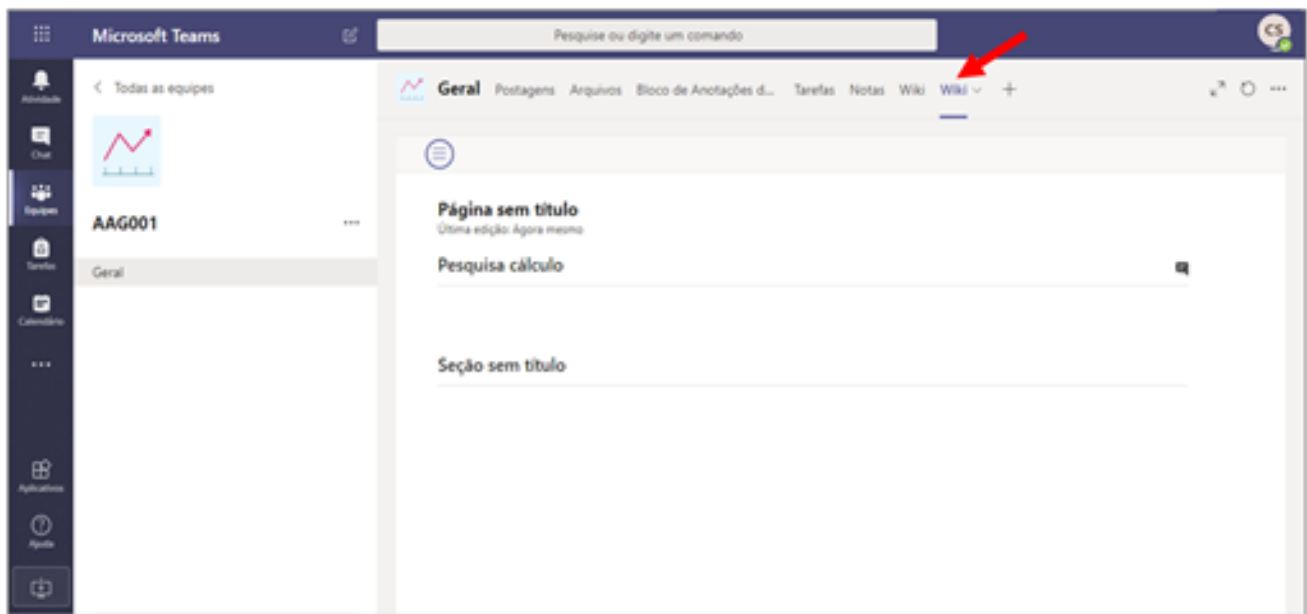 Microsoft Teams
Pesquise ou digite um comando
CS
Atividade
Chat
Equipes
Tarefas
Calendário
Aplicativos
Ajuda
Todas as equipes
AAG001
Geral
Geral Postagens Arquivos Bloco de Anotações d... Tarefas Notas Wiki Wiki
Página sem título
Última edição: Agora mesmo
Pesquisa cálculo
Seção sem título